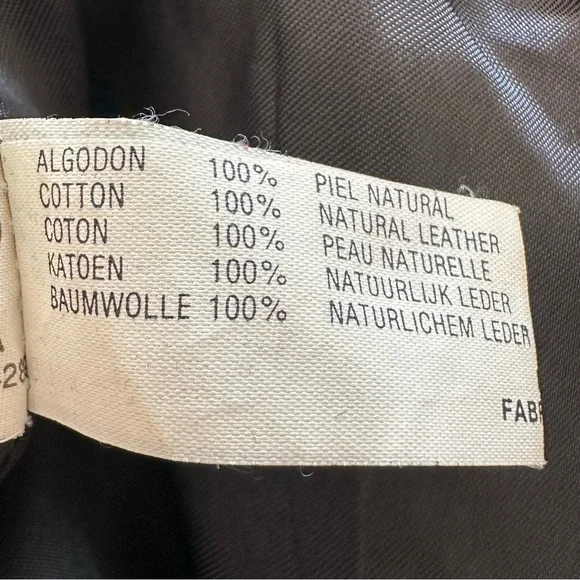 ALGODON 100% PIEL NATURAL
COTTON 100% NATURAL LEATHER
COTON 100% PEAU NATURELLE
KATOEN 100% NATUURLIJK LEDER
BAUMWOLLE 100% NATURLICHEM LEDER